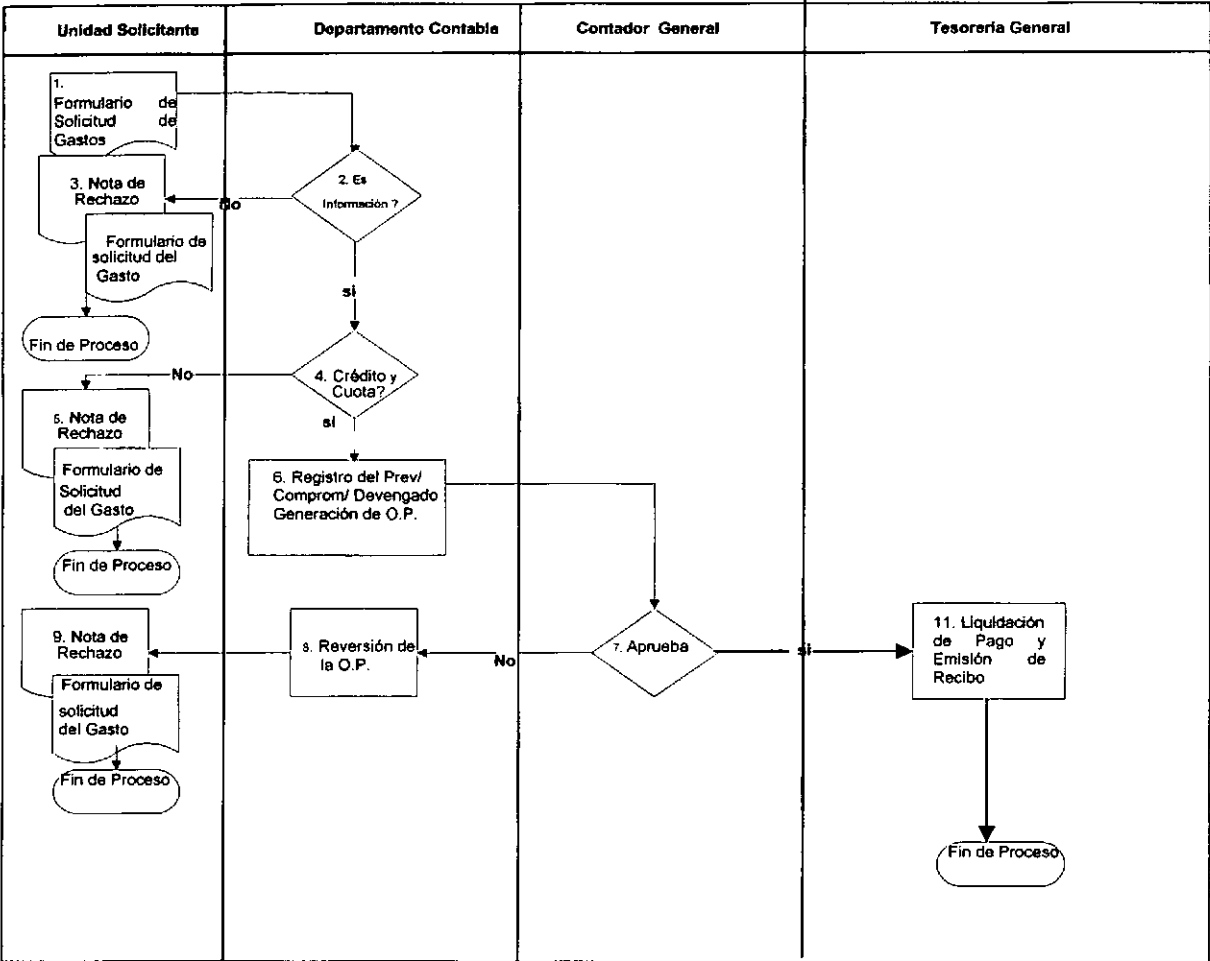 Unidad Solicitante
Departamento Contable
Contador General
Tesorería General
1.
Formulario de
Solicitud de
Gastos
2. Es
Información ?
3. Nota de
Rechazo
No
Formulario de
solicitud del
Gasto
si
Fin de Proceso
4. Crédito y
Cuota?
No
si
5. Nota de
Rechazo
Formulario de
Solicitud
del Gasto
6. Registro del Prev/
Comprom/ Devengado
Generación de O.P.
Fin de Proceso
9. Nota de
Rechazo
8. Reversión de
la O.P.
No
7. Aprueba
si
11. Liquidación
de Pago y
Emisión de
Recibo
Formulario de
solicitud
del Gasto
Fin de Proceso
Fin de Proceso